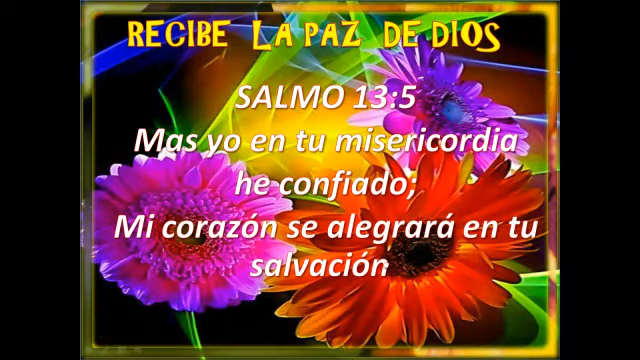 RECIBE LA PAZ DE DIOS
SALMO 13:5
Mas yo en tu misericordia
he confiado;
Mi corazón se alegrará en tu
salvación